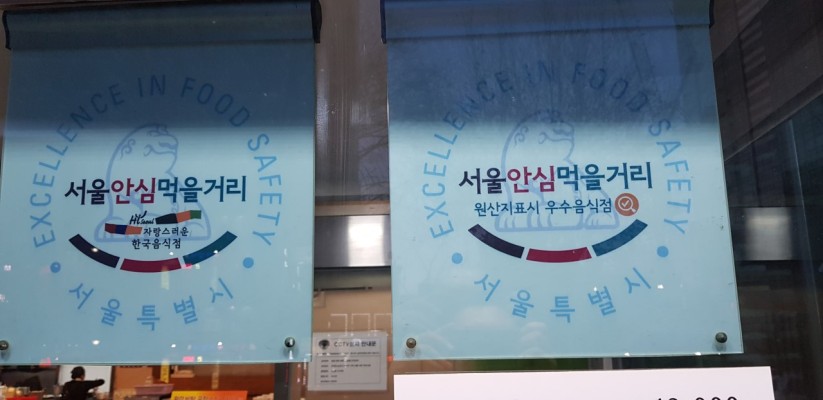 EXCELLENCE IN FOOD SAFETY
서울안심먹을거리
자랑스러운
한국음식점
서울특별시
EXCELLENCE IN FOOD SAFETY
서울안심먹을거리
원산지표시 우수음식점
서울특별시